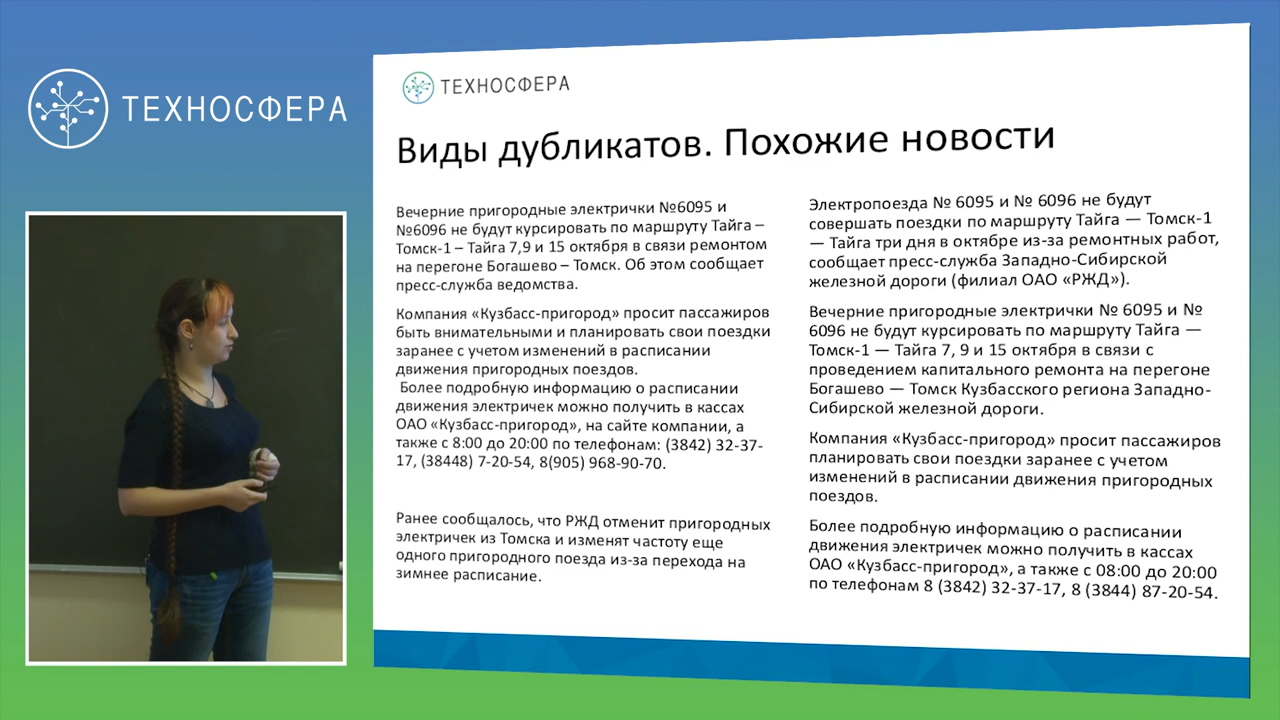 ТЕХНОСФЕРА
ТЕХНОСФЕРА
Виды дубликатов. Похожие новости
Вечерние пригородные электрички №6095 и
№6096 не будут курсировать по маршруту Тайга –
Томск-1 – Тайга 7,9 и 15 октября в связи ремонтом
на перегоне Богашево – Томск. Об этом сообщает
пресс-служба ведомства.
Компания «Кузбасс-пригород» просит пассажиров
быть внимательными и планировать свои поездки
заранее с учетом изменений в расписании
движения пригородных поездов.
Более подробную информацию о расписании
движения электричек можно получить в кассах
ОАО «Кузбасс-пригород», на сайте компании, а
также с 8:00 до 20:00 по телефонам: (3842) 32-37-
17, (38448) 7-20-54, 8(905) 968-90-70.
Ранее сообщалось, что РЖД отменит пригородных
электричек из Томска и изменят частоту еще
одного пригородного поезда из-за перехода на
зимнее расписание.
Электропоезда № 6095 и № 6096 не будут
совершать поездки по маршруту Тайга — Томск-1
— Тайга три дня в октябре из-за ремонтных работ,
сообщает пресс-служба Западно-Сибирской
железной дороги (филиал ОАО «РЖД»).
Вечерние пригородные электрички № 6095 и №
6096 не будут курсировать по маршруту Тайга —
Томск-1 — Тайга 7, 9 и 15 октября в связи с
проведением капитального ремонта на перегоне
Богашево — Томск Кузбасского региона Западно-
Сибирской железной дороги.
Компания «Кузбасс-пригород» просит пассажиров
планировать свои поездки заранее с учетом
изменений в расписании движения пригородных
поездов.
Более подробную информацию о расписании
движения электричек можно получить в кассах
ОАО «Кузбасс-пригород», а также с 08:00 до 20:00
по телефонам 8 (3842) 32-37-17, 8 (3844) 87-20-54.